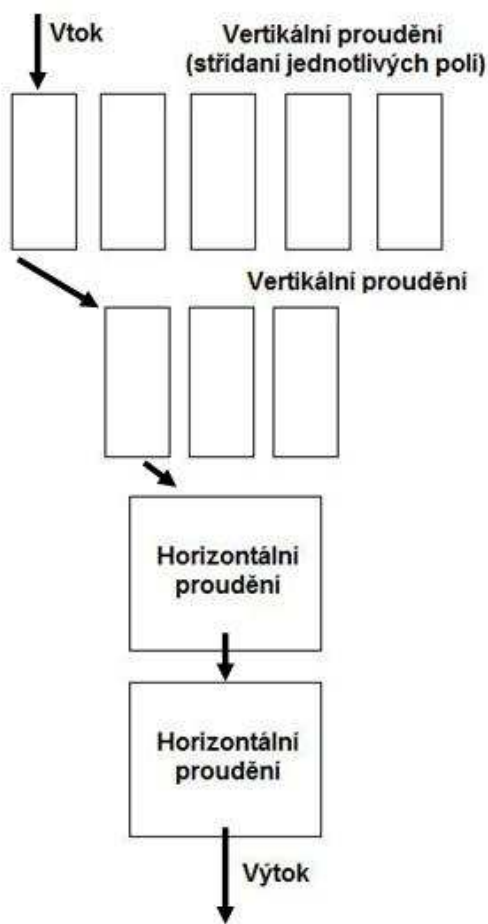 Vtok
Vertikální proudění
(střídaní jednotlivých polí)
Vertikální proudění
Horizontální
proudění
Horizontální
proudění
Výtok